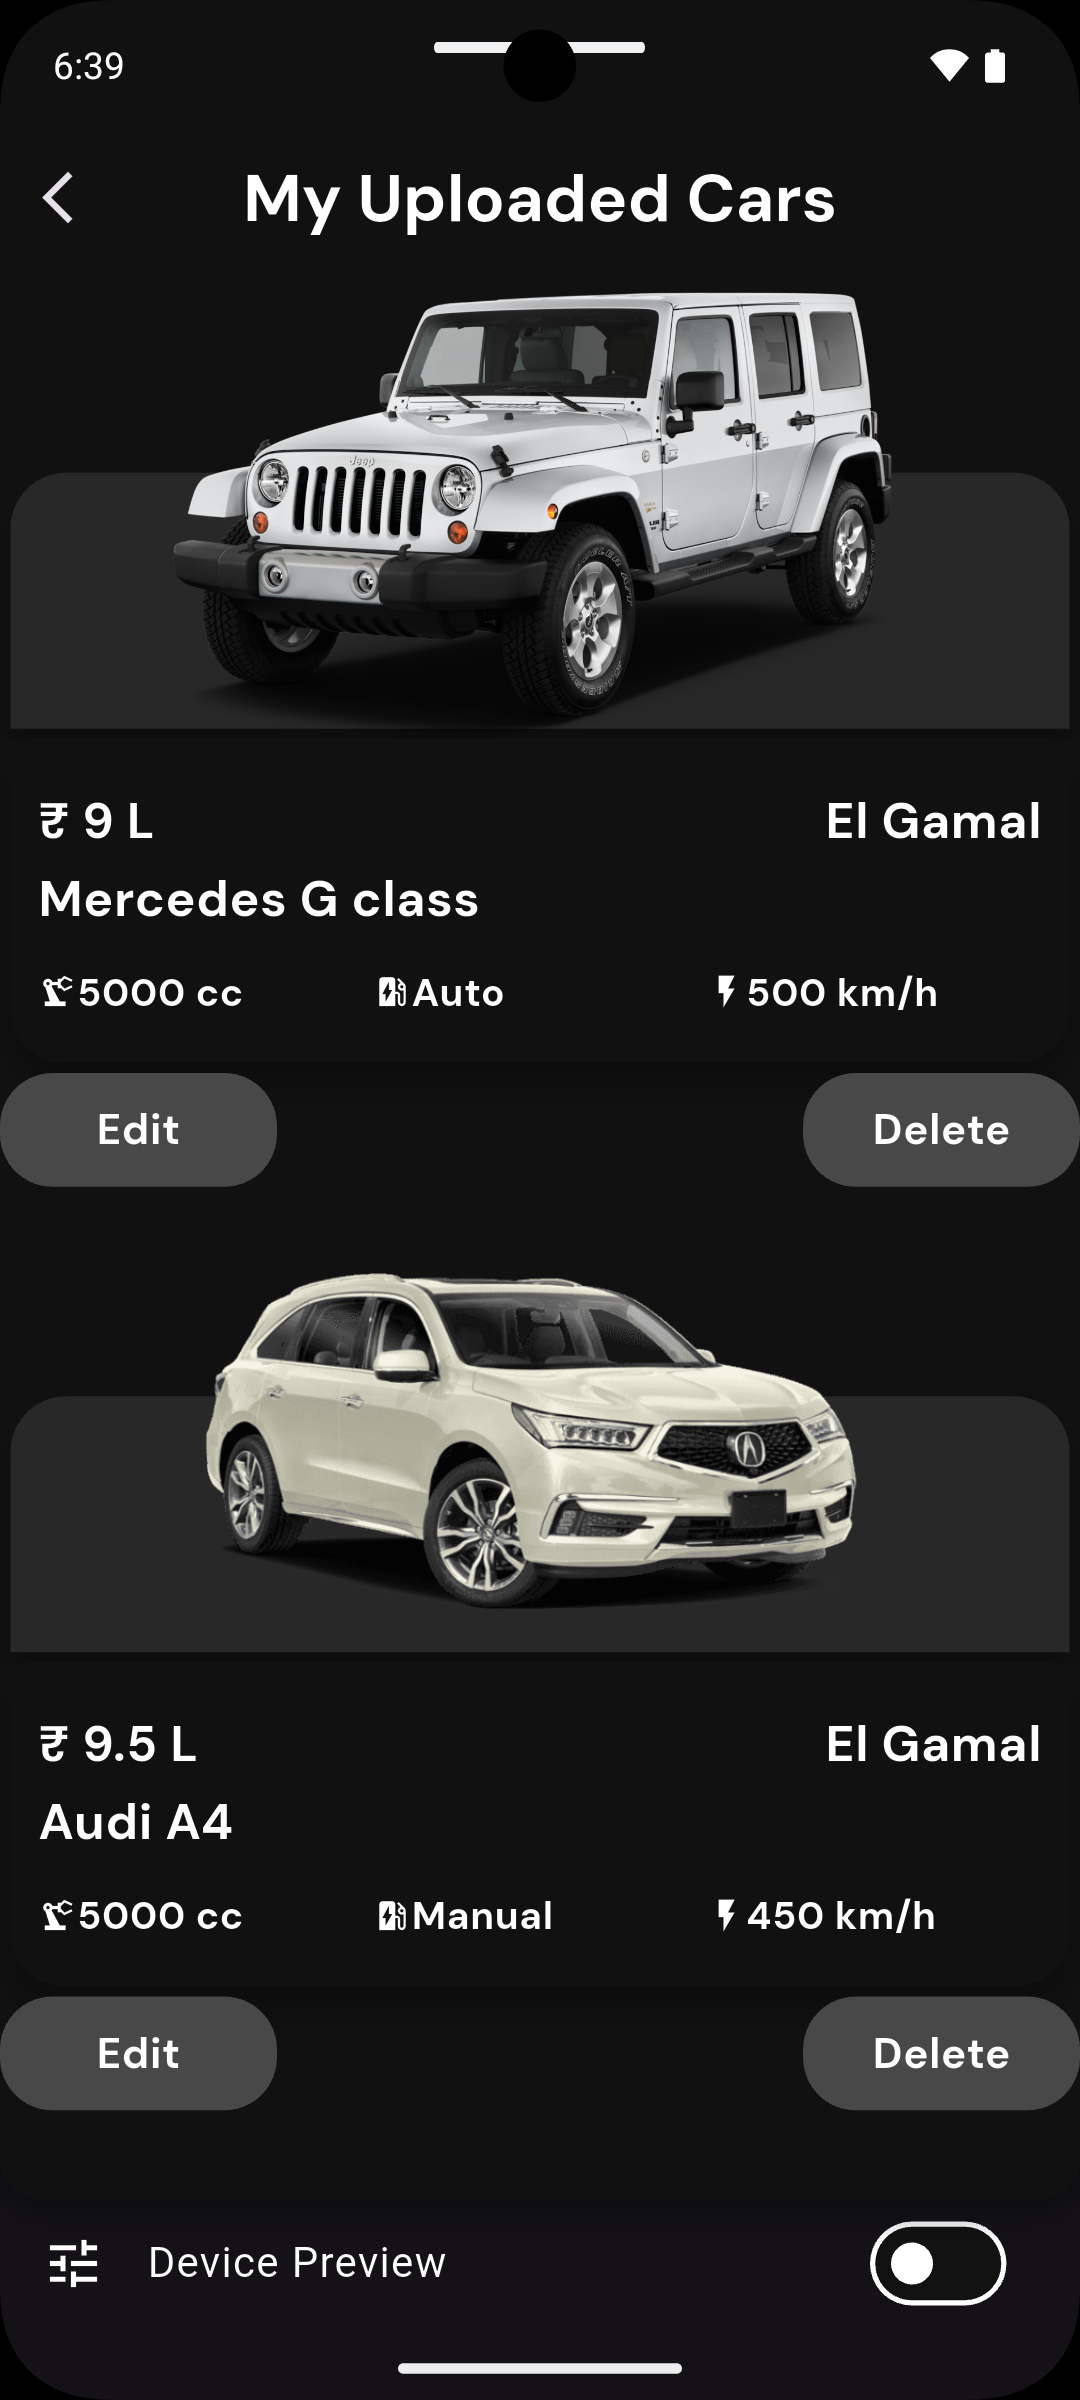 6:39
My Uploaded Cars
Jeep
₹ 9 L
El Gamal
Mercedes G class
5000 cc
Auto
500 km/h
Edit
Delete
₹ 9.5 L
El Gamal
Audi A4
5000 cc
Manual
450 km/h
Edit
Delete
Device Preview